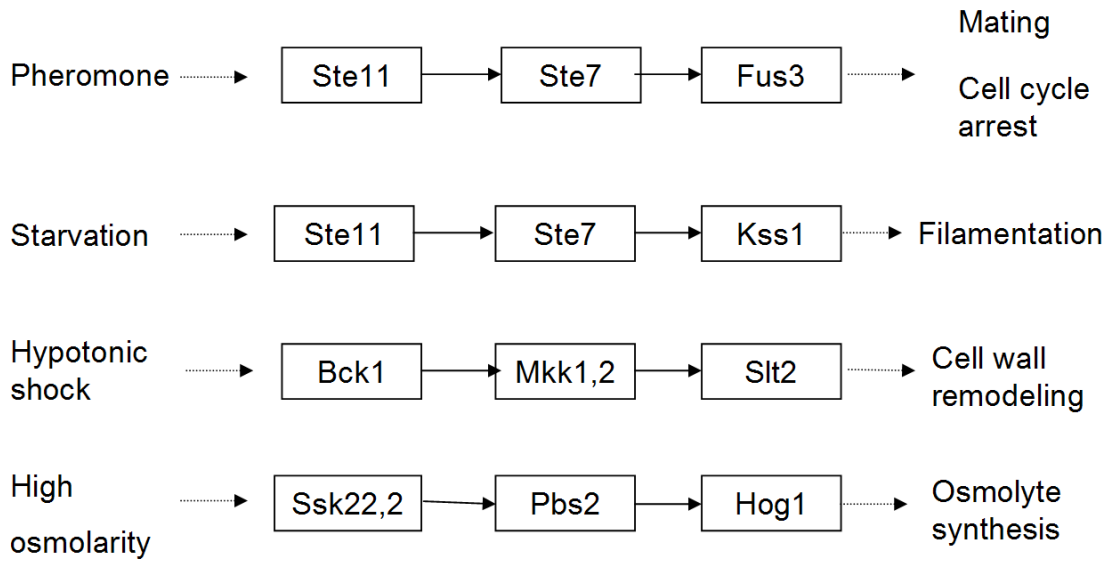 Mating
Pheromone Ste11 Ste7 Fus3
Cell cycle
arrest
Starvation Ste11 Ste7 Kss1 Filamentation
Hypotonic
shock
Bck1 Mkk1,2 Slt2
Cell wall
remodeling
High
osmolarity
Ssk22,2 Pbs2 Hog1
Osmolyte
synthesis